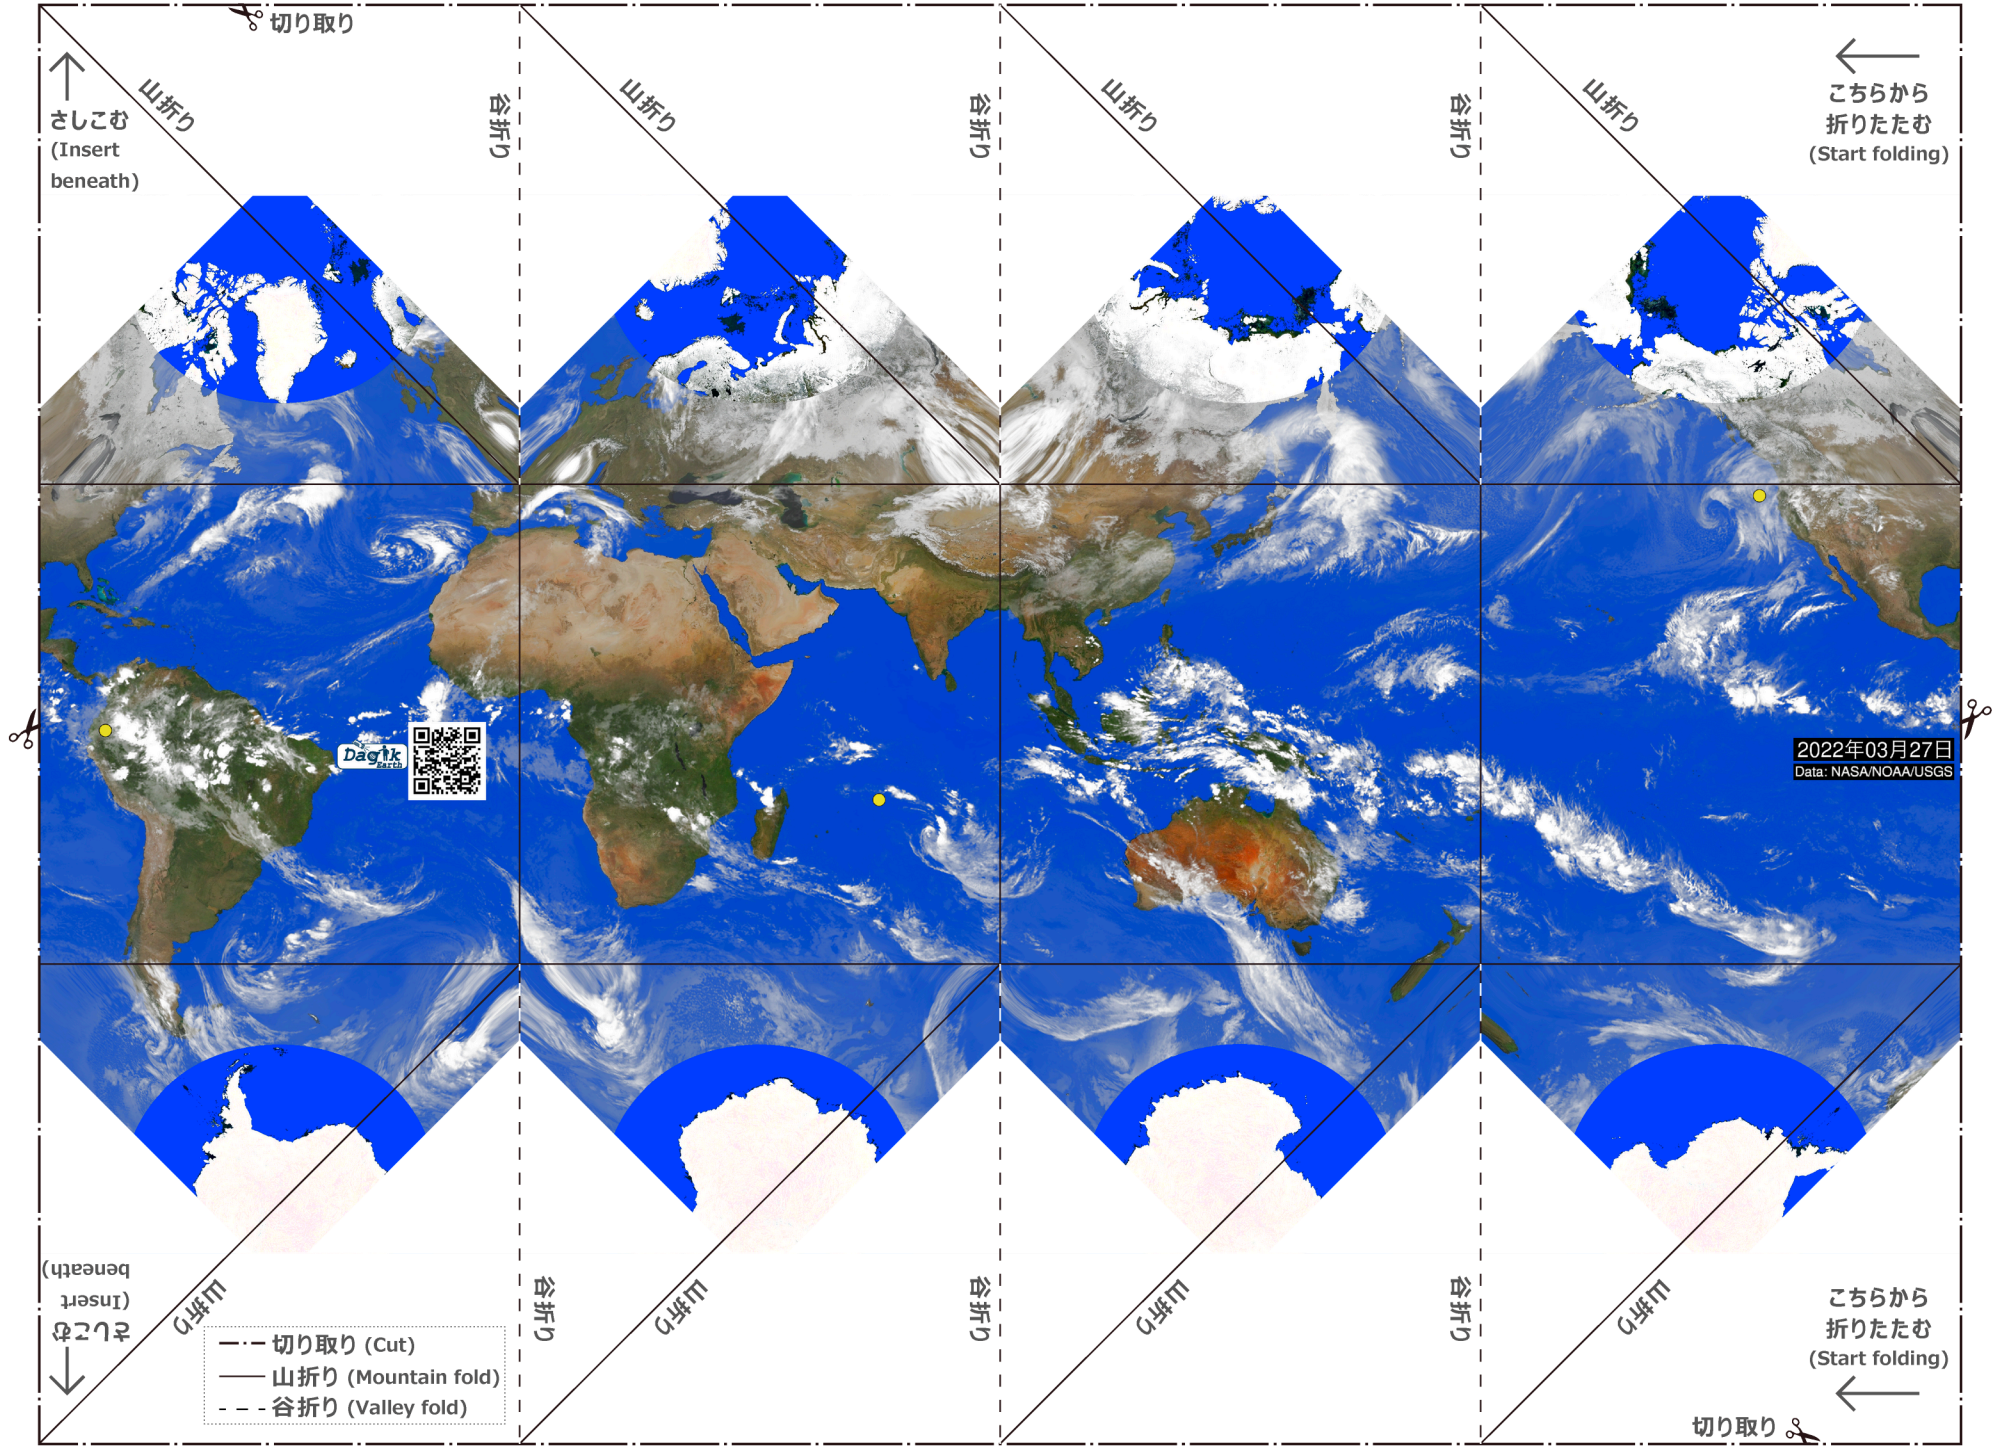 切り取り
さしこむ
(Insert
beneath)
山折り
谷折り
山折り
谷折り
山折り
谷折り
山折り
こちらから
折りたたむ
(Start folding)
Dagik
Earth
2022年03月27日
Data: NASA/NOAA/USGS
さしこむ
(Insert
beneath)
山折り
谷折り
山折り
谷折り
山折り
谷折り
山折り
こちらから
折りたたむ
(Start folding)
切り取り (Cut)
山折り (Mountain fold)
谷折り (Valley fold)
切り取り